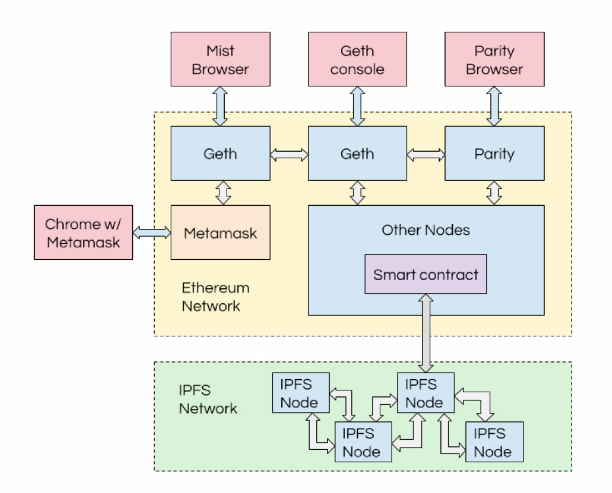 Mist
Browser
Geth
console
Parity
Browser
Geth
Geth
Parity
Chrome w/
Metamask
Metamask
Other Nodes
Smart contract
Ethereum
Network
IPFS
Network
IPFS
Node
IPFS
Node
IPFS
Node
IPFS
Node